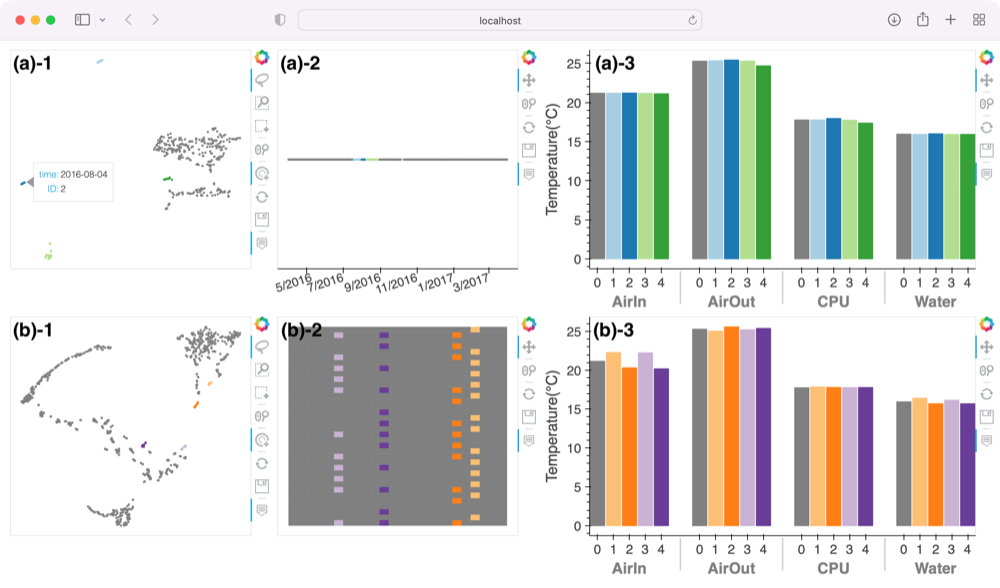 localhost
(a)-1
time: 2016-08-04
ID: 2
(a)-2
5/2016
7/2016
9/2016
11/2016
1/2017
3/2017
(a)-3
Temperature(°C)
25
20
15
10
5
0
0 1 2 3 4
0 1 2 3 4
0 1 2 3 4
0 1 2 3 4
AirIn
AirOut
CPU
Water
(b)-1
(b)-2
(b)-3
Temperature(°C)
25
20
15
10
5
0
0 1 2 3 4
0 1 2 3 4
0 1 2 3 4
0 1 2 3 4
AirIn
AirOut
CPU
Water